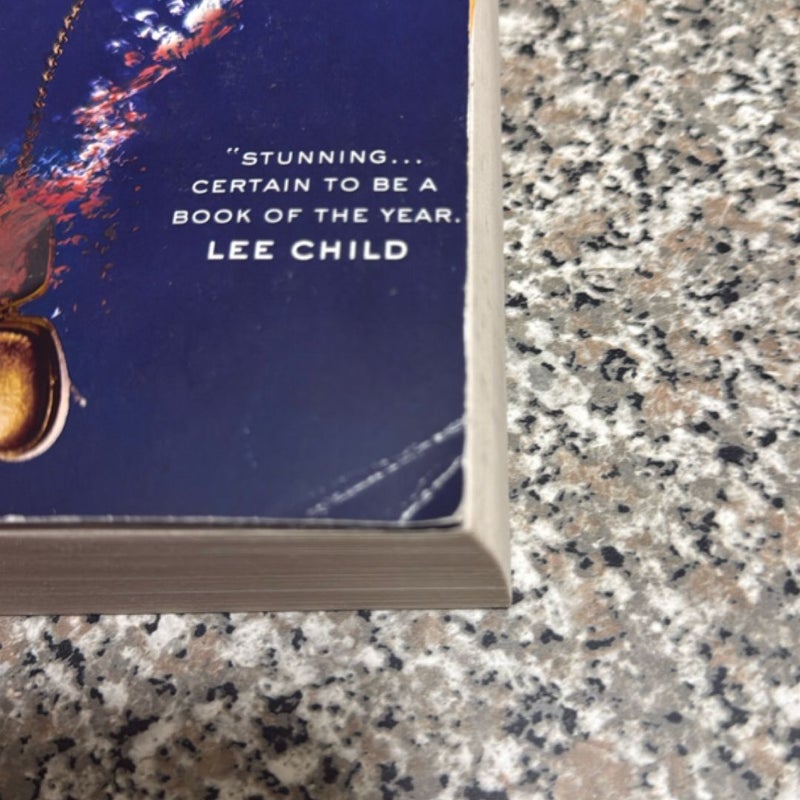 “STUNNING...
CERTAIN TO BE A
BOOK OF THE YEAR.
LEE CHILD